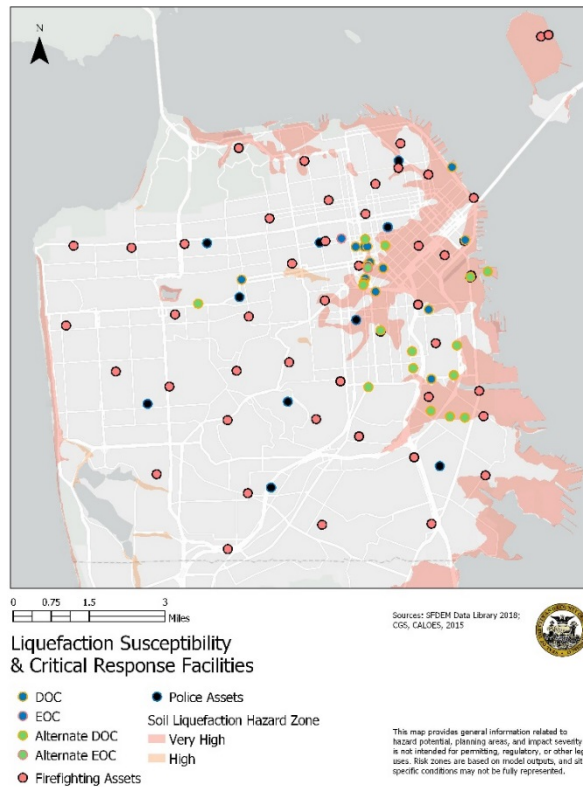 N
0 0.75 1.5 3
Miles
Sources: SFDEM Data Library 2018;
CGS, CALOES, 2015
Liquefaction Susceptibility
& Critical Response Facilities
DOC
EOC
Alternate DOC
Alternate EOC
Firefighting Assets
Police Assets
Soil Liquefaction Hazard Zone
Very High
High
This map provides general information related to
hazard potential, planning areas, and impact severity
is not intended for permitting, regulatory, or other leg
uses. Risk zones are based on model outputs, and sit
specific conditions may not be fully represented.